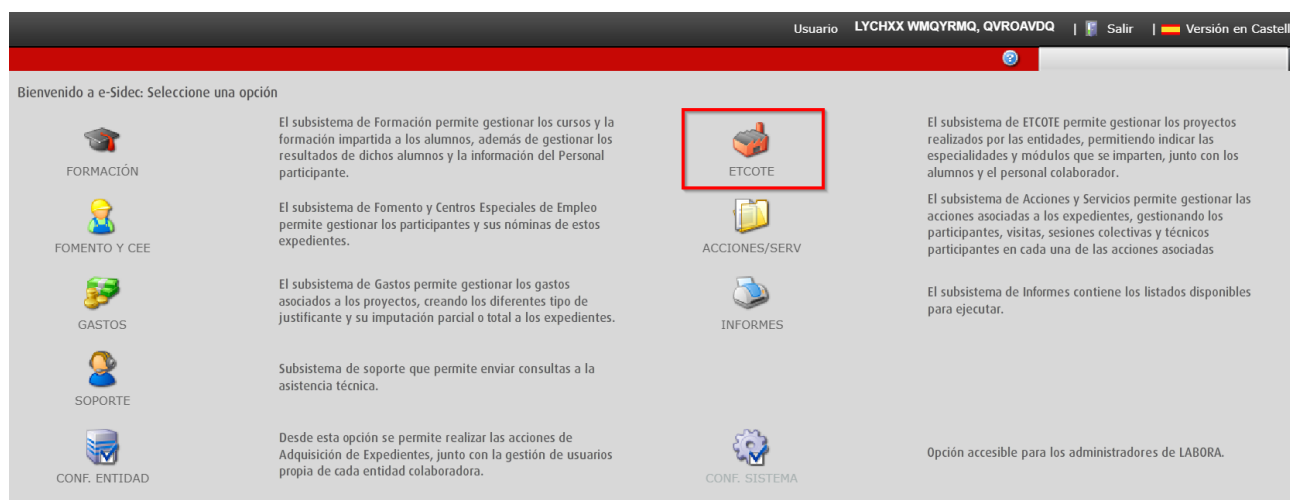 Usuario LYCHXX WMQYRMQ, QVROAVDQ | Salir | Versión en Castell
Bienvenido a e-Sidec: Seleccione una opción
FORMACIÓN
El subsistema de Formación permite gestionar los cursos y la
formación impartida a los alumnos, además de gestionar los
resultados de dichos alumnos y la información del Personal
participante.
ETCOTE
El subsistema de ETCOTE permite gestionar los proyectos
realizados por las entidades, permitiendo indicar las
especialidades y módulos que se imparten, junto con los
alumnos y el personal colaborador.
FOMENTO Y CEE
El subsistema de Fomento y Centros Especiales de Empleo
permite gestionar los participantes y sus nóminas de estos
expedientes.
ACCIONES/SERV
El subsistema de Acciones y Servicios permite gestionar las
acciones asociadas a los expedientes, gestionando los
participantes, visitas, sesiones colectivas y técnicos
participantes en cada una de las acciones asociadas
GASTOS
El subsistema de Gastos permite gestionar los gastos
asociados a los proyectos, creando los diferentes tipo de
justificante y su imputación parcial o total a los expedientes.
INFORMES
El subsistema de Informes contiene los listados disponibles
para ejecutar.
SOPORTE
Subsistema de soporte que permite enviar consultas a la
asistencia técnica.
CONF. ENTIDAD
Desde esta opción se permite realizar las acciones de
Adquisición de Expedientes, junto con la gestión de usuarios
propia de cada entidad colaboradora.
CONF. SISTEMA
Opción accesible para los administradores de LABORA.